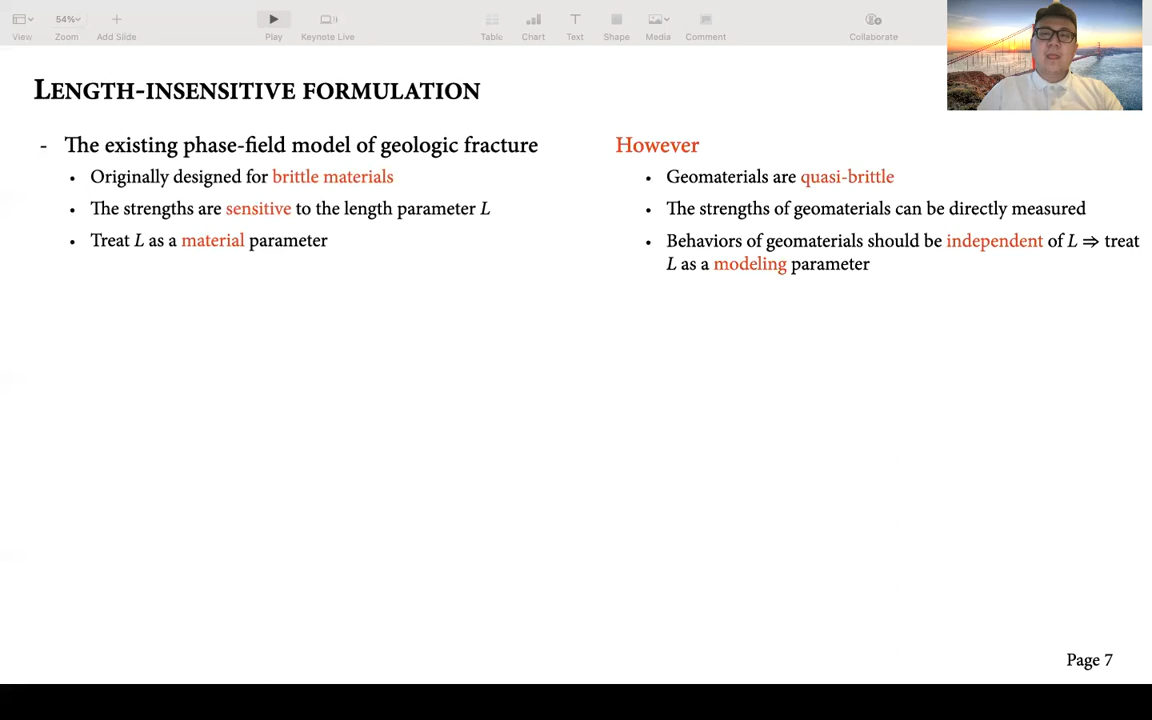 54%
View
Zoom
Add Slide
Play
Keynote Live
Table
Chart
Text
Shape
Media
Comment
Collaborate
LENGTH-INSENSITIVE FORMULATION
- The existing phase-field model of geologic fracture
• Originally designed for brittle materials
• The strengths are sensitive to the length parameter L
• Treat L as a material parameter
However
• Geomaterials are quasi-brittle
• The strengths of geomaterials can be directly measured
• Behaviors of geomaterials should be independent of L ⇒ treat
L as a modeling parameter
Page 7